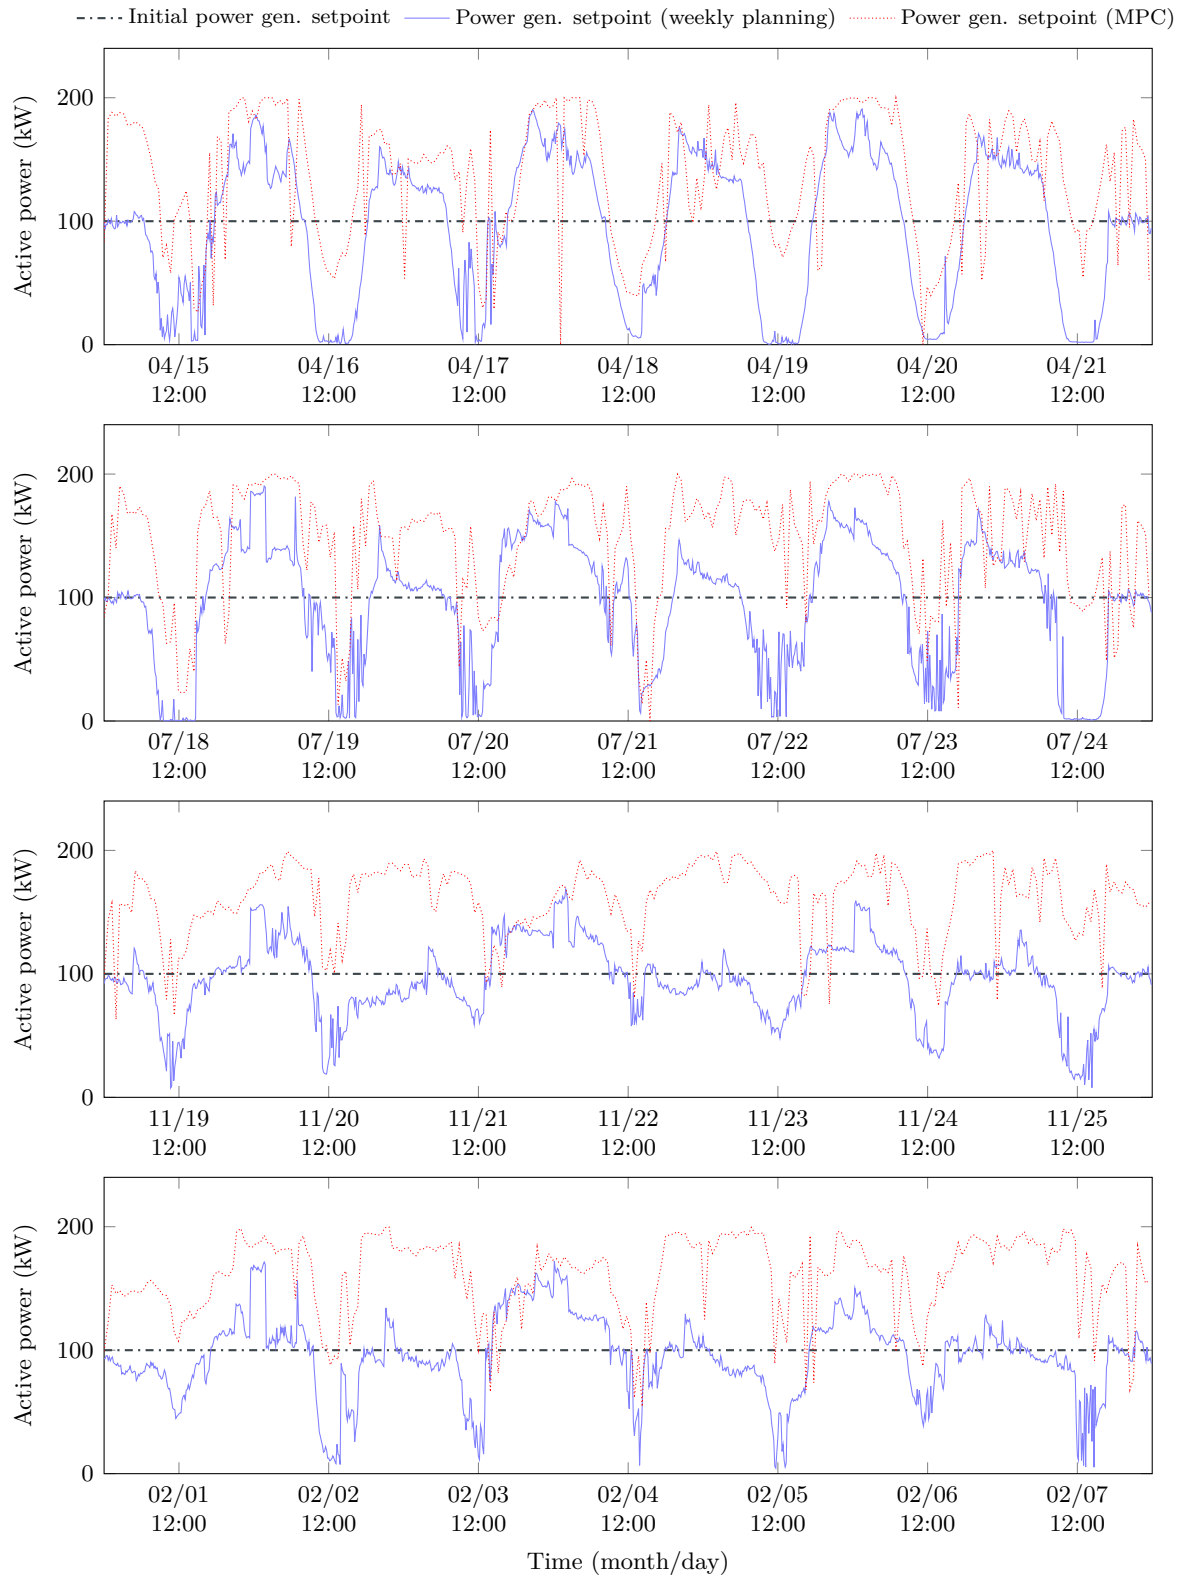 Initial power gen. setpoint Power gen. setpoint (weekly planning) Power gen. setpoint (MPC)
Active power (kW)
200
100
0
04/15 04/16 04/17 04/18 04/19 04/20 04/21
12:00 12:00 12:00 12:00 12:00 12:00 12:00
Active power (kW)
200
100
0
07/18 07/19 07/20 07/21 07/22 07/23 07/24
12:00 12:00 12:00 12:00 12:00 12:00 12:00
Active power (kW)
200
100
0
11/19 11/20 11/21 11/22 11/23 11/24 11/25
12:00 12:00 12:00 12:00 12:00 12:00 12:00
Active power (kW)
200
100
0
02/01 02/02 02/03 02/04 02/05 02/06 02/07
12:00 12:00 12:00 12:00 12:00 12:00 12:00
Time (month/day)